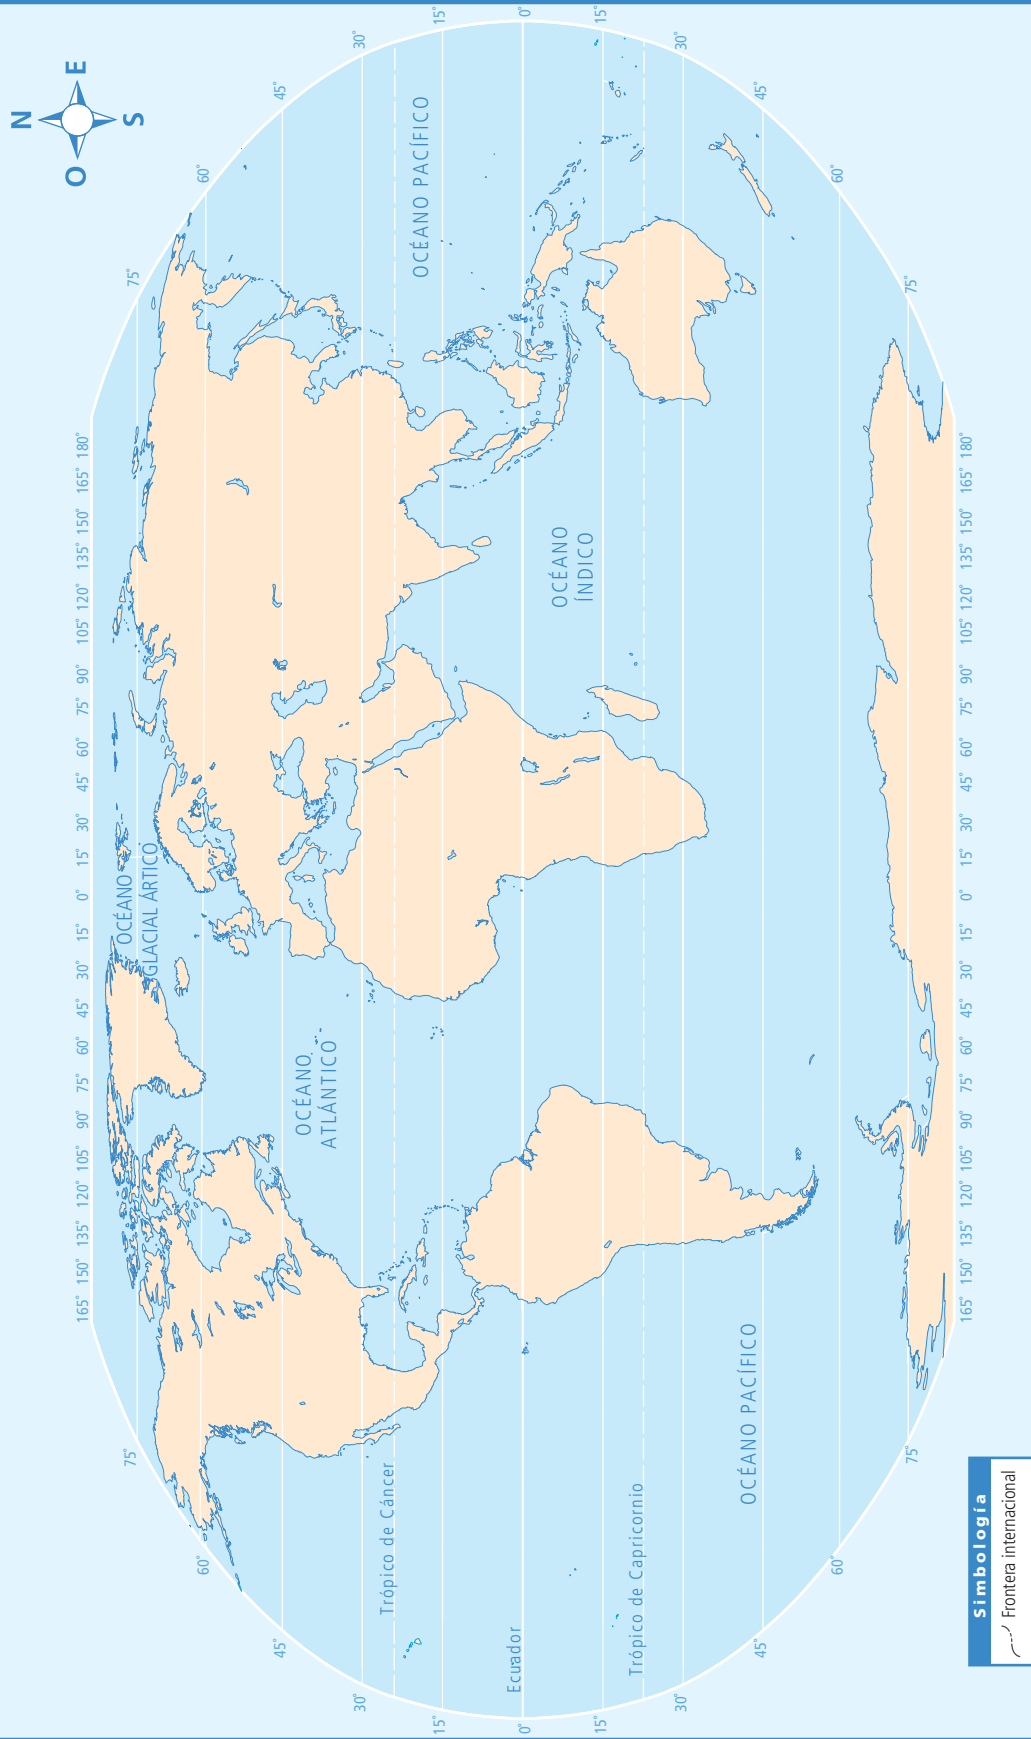 N
O E
S
165° 150° 135° 120° 105° 90° 75° 60° 45° 30° 15° 0° 15° 30° 45° 60° 75° 90° 105° 120° 135° 150° 165° 180°
OCÉANO
GLACIAL ÁRTICO
75° 75°
60° 60°
45° 45°
OCÉANO
ATLÁNTICO
30° 30°
Trópico de Cáncer
OCÉANO PACÍFICO
15° 15°
Ecuador
0° 0°
OCÉANO
ÍNDICO
15° 15°
Trópico de Capricornio
30° 30°
OCÉANO PACÍFICO
45° 45°
60° 60°
75° 75°
165° 150° 135° 120° 105° 90° 75° 60° 45° 30° 15° 0° 15° 30° 45° 60° 75° 90° 105° 120° 135° 150° 165° 180°
Simbología
Frontera internacional